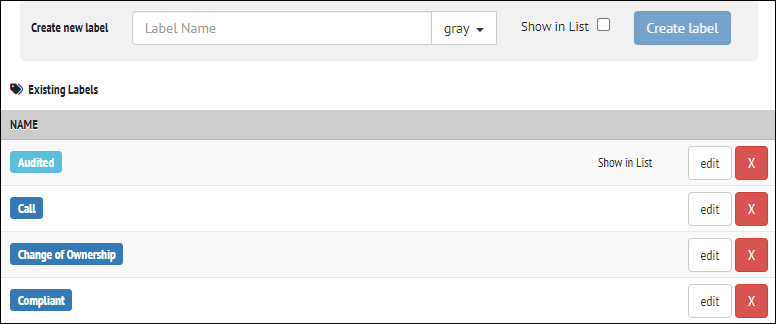 Create new label Label Name gray Show in List Create label
Existing Labels
NAME
Audited Show in List edit X
Call edit X
Change of Ownership edit X
Compliant edit X